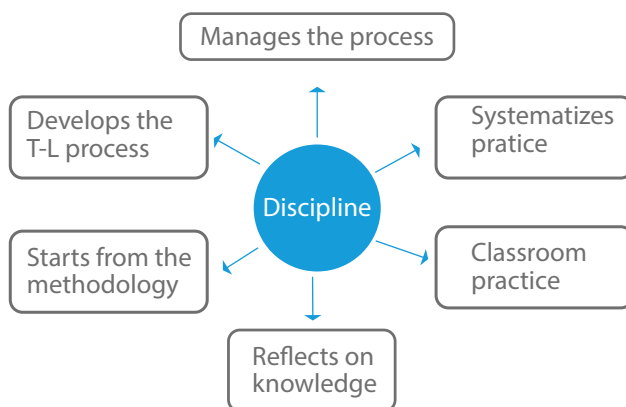 Manages the process
Develops the
T-L process
Systematizes
pratice
Discipline
Starts from the
methodology
Classroom
practice
Reflects on
knowledge